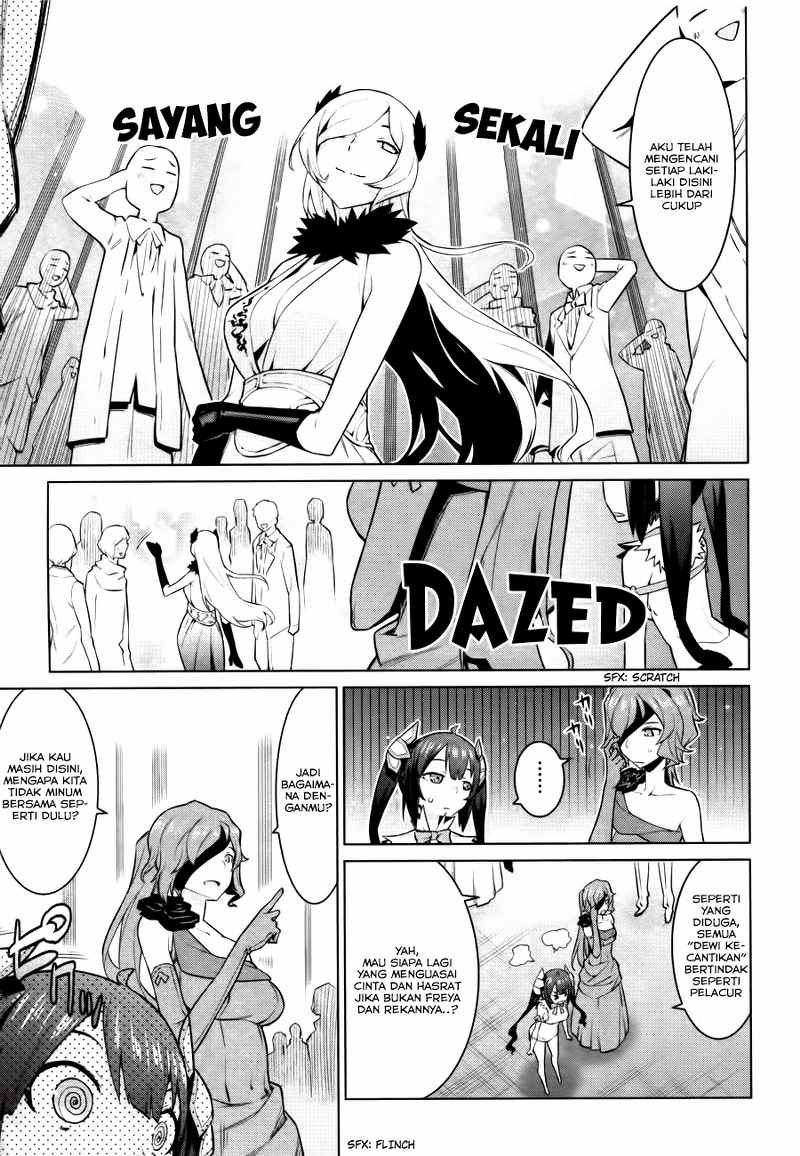 AKU TELAH
MENGENCANI
SETIAP LAKI-
LAKI DISINI
LEBIH DARI
CUKUP
SAYANG
SEKALI
DAZED
SFX: SCRATCH
......
JADI
BAGAIMA-
NA DEN-
GANMU?
JIKA KAU
MASIH DISINI,
MENGAPA KITA
TIDAK MINUM
BERSAMA SEP-
ERTI DULU?
SEPERTI
YANG
DIDUGA,
SEMUA
"DEWI KE-
CANTIKAN"
BERTINDAK
SEPERTI
PELACUR
YAH,
MAU SIAPA LAGI
YANG MENGUASAI
CINTA DAN HASRAT
JIKA BUKAN FREYA
DAN REKANNYA..?
SFX: FLINCH